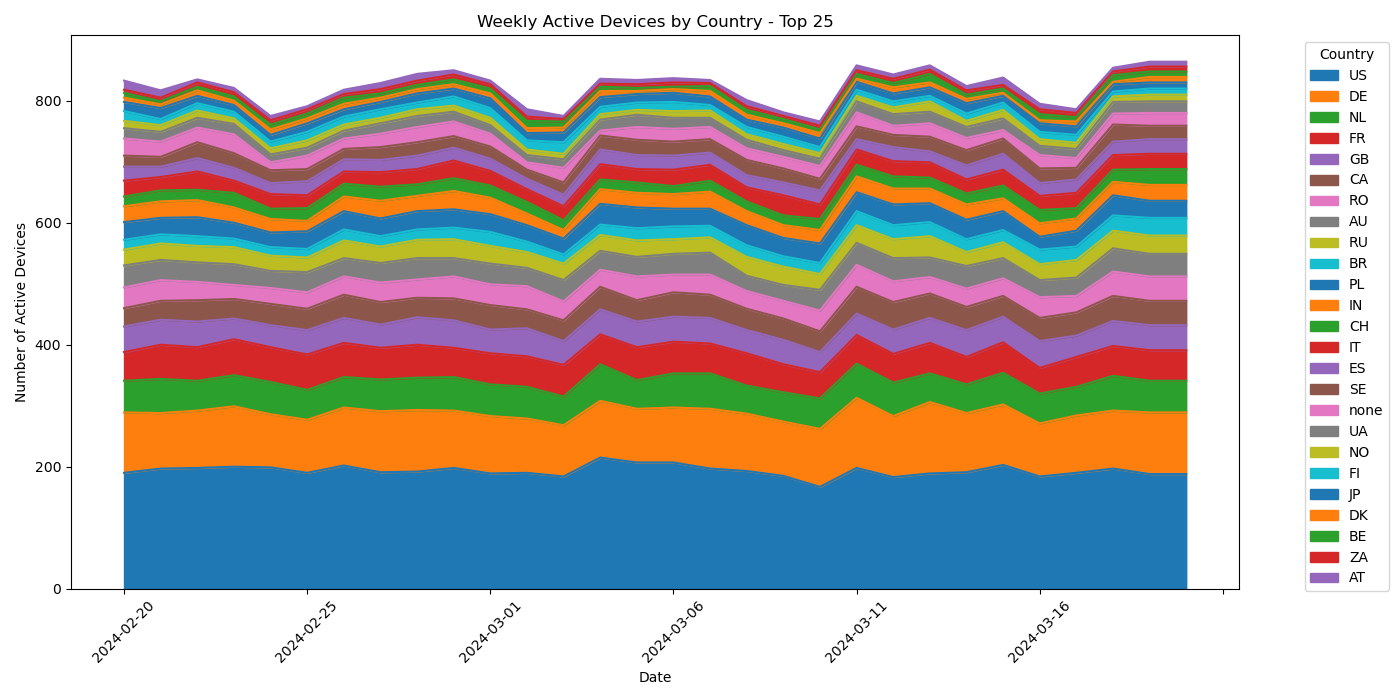 Weekly Active Devices by Country - Top 25
Number of Active Devices
800
600
400
200
0
2024-02-20
2024-02-25
2024-03-01
2024-03-06
2024-03-11
2024-03-16
Date
Country
US
DE
NL
FR
GB
CA
RO
AU
RU
BR
PL
IN
CH
IT
ES
SE
none
UA
NO
FI
JP
DK
BE
ZA
AT